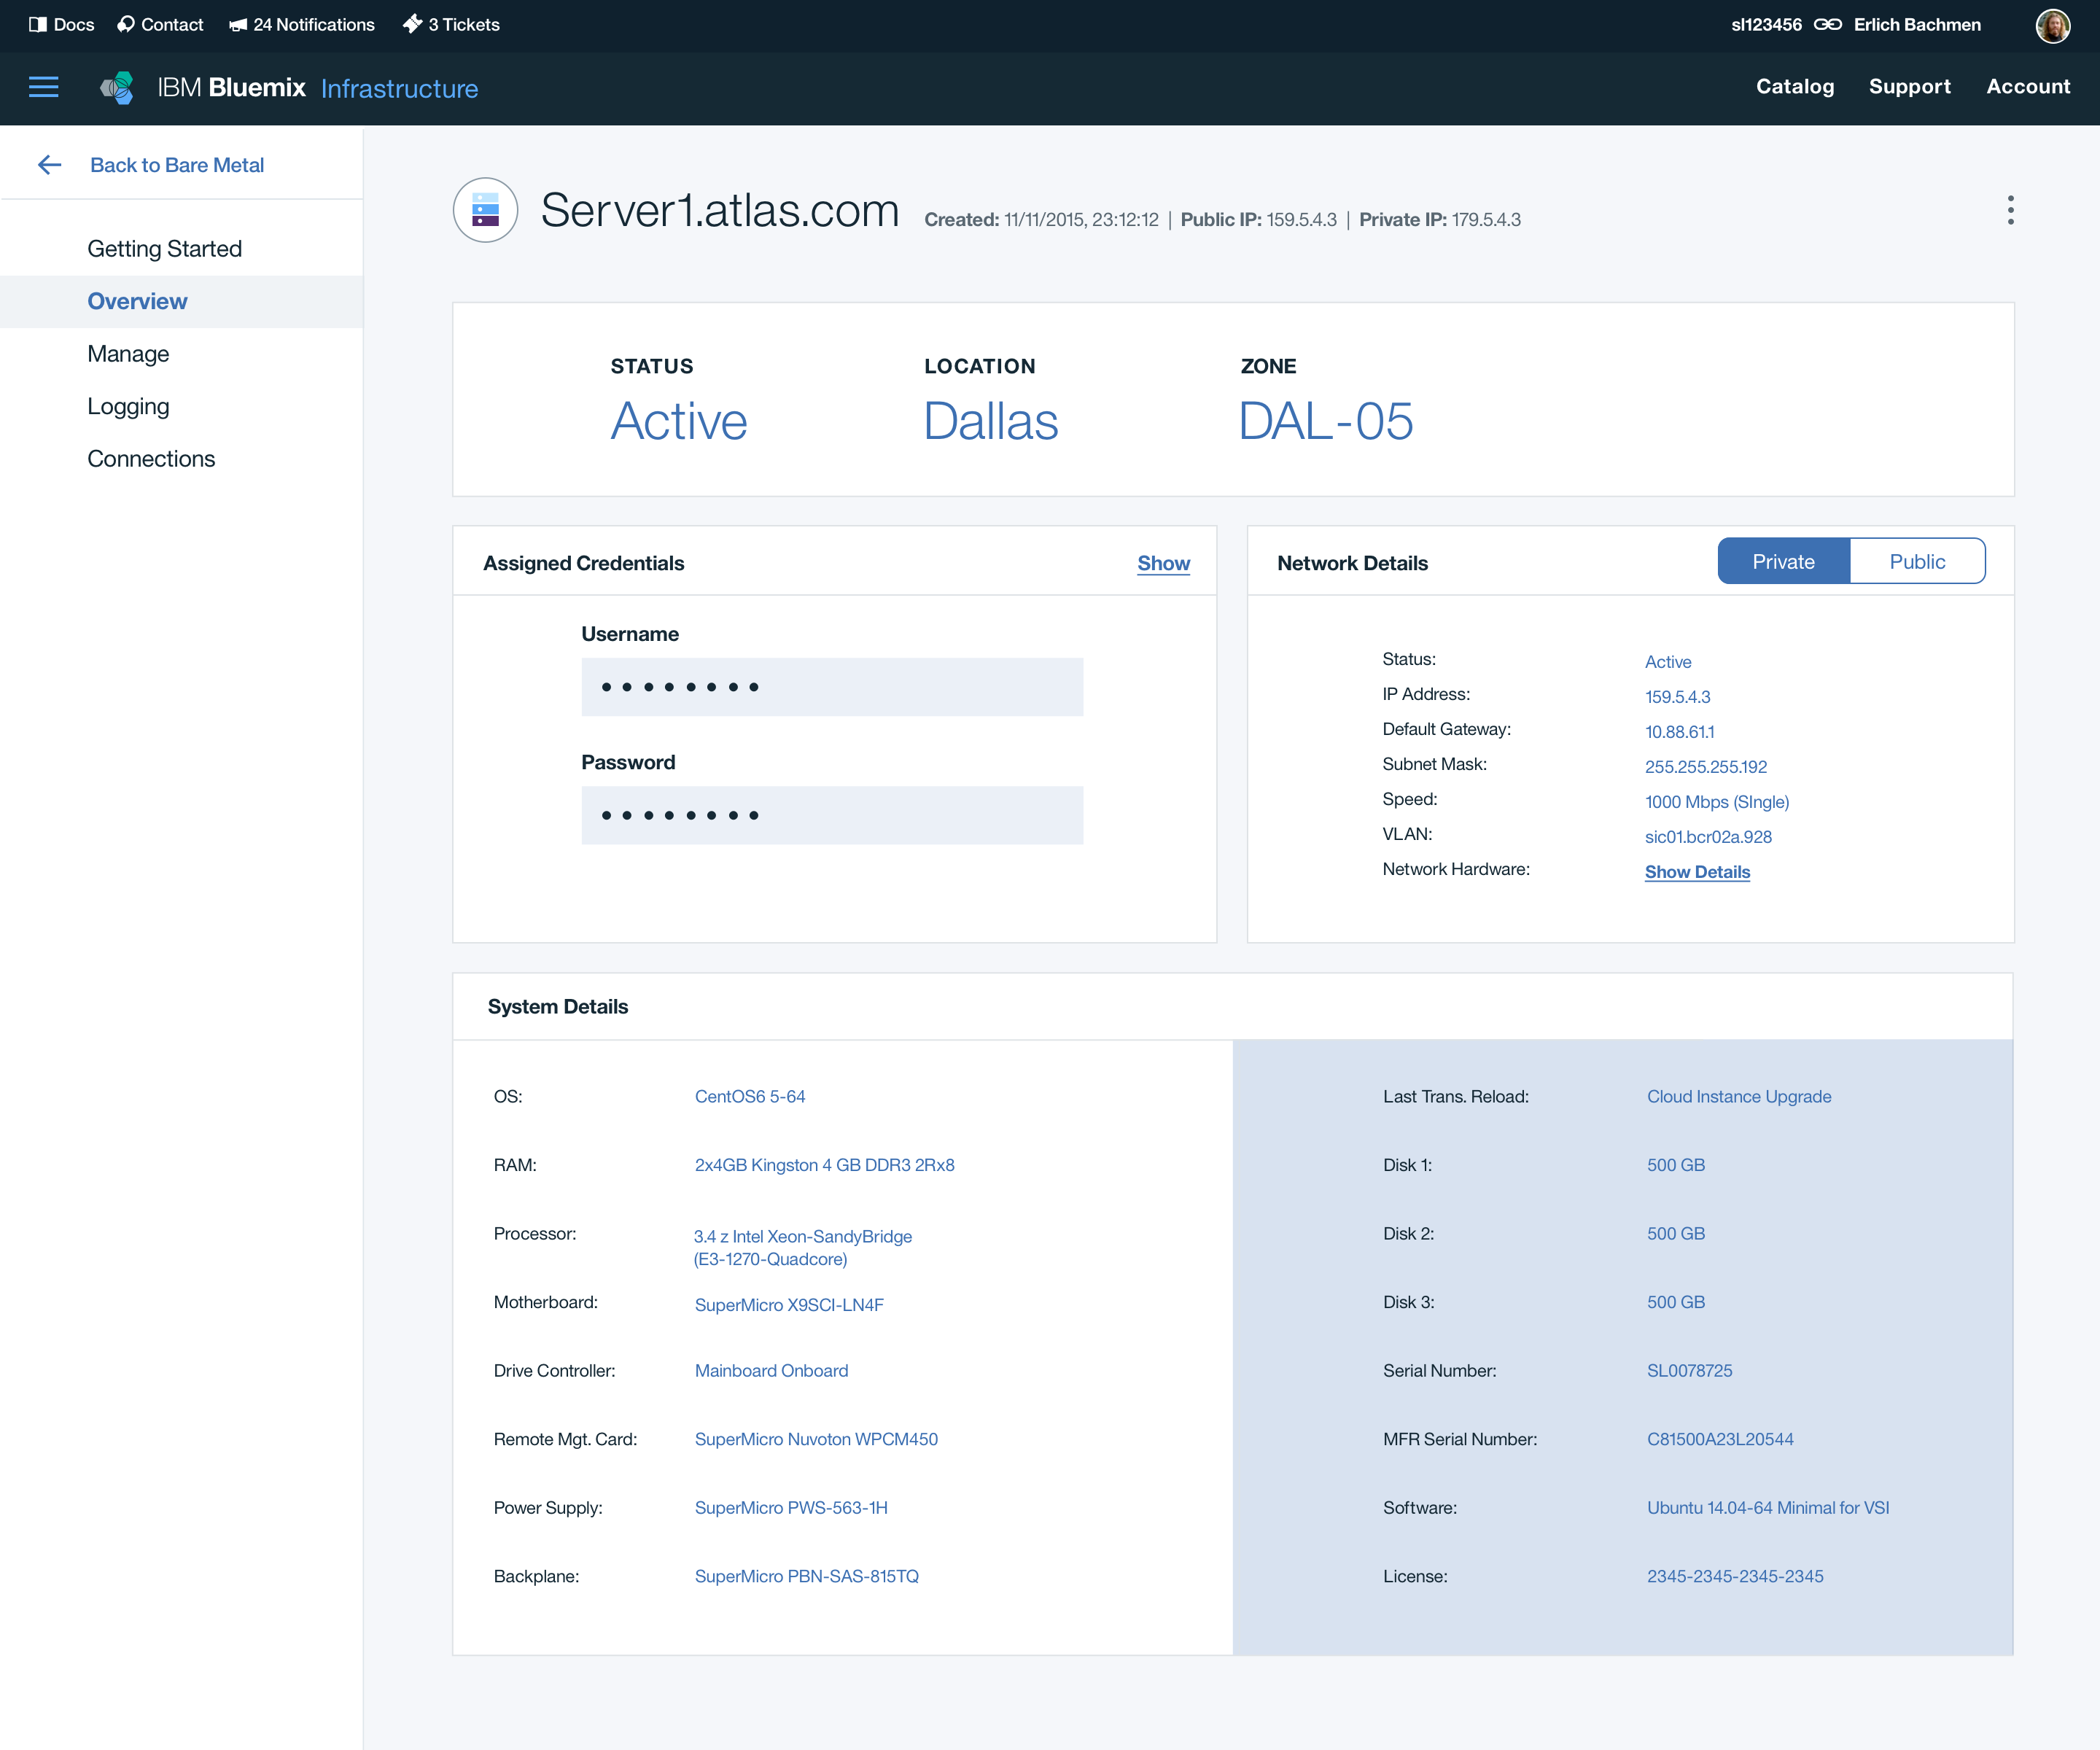 Docs Contact 24 Notifications 3 Tickets sl123456 Erlich Bachmen
IBM Bluemix Infrastructure Catalog Support Account
Back to Bare Metal
Getting Started
Overview
Manage
Logging
Connections
Server1.atlas.com Created: 11/11/2015, 23:12:12 | Public IP: 159.5.4.3 | Private IP: 179.5.4.3
STATUS LOCATION ZONE
Active Dallas DAL-05
Assigned Credentials Show
Username
••••••••
Password
••••••••
Network Details Private Public
Status: Active
IP Address: 159.5.4.3
Default Gateway: 10.88.61.1
Subnet Mask: 255.255.255.192
Speed: 1000 Mbps (SIngle)
VLAN: sic01.bcr02a.928
Network Hardware: Show Details
System Details
OS: CentOS6 5-64
RAM: 2x4GB Kingston 4 GB DDR3 2Rx8
Processor: 3.4 z Intel Xeon-SandyBridge
(E3-1270-Quadcore)
Motherboard: SuperMicro X9SCI-LN4F
Drive Controller: Mainboard Onboard
Remote Mgt. Card: SuperMicro Nuvoton WPCM450
Power Supply: SuperMicro PWS-563-1H
Backplane: SuperMicro PBN-SAS-815TQ
Last Trans. Reload: Cloud Instance Upgrade
Disk 1: 500 GB
Disk 2: 500 GB
Disk 3: 500 GB
Serial Number: SL0078725
MFR Serial Number: C81500A23L20544
Software: Ubuntu 14.04-64 Minimal for VSI
License: 2345-2345-2345-2345